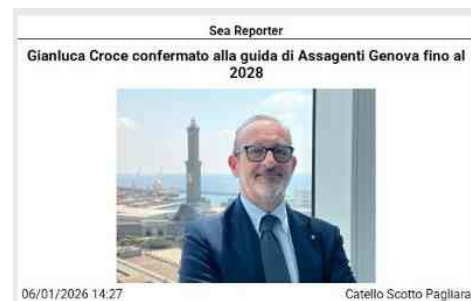 Sea Reporter
Gianluca Croce confermato alla guida di Assagenti Genova fino al
2028
06/01/2026 14:27
Catello Scotto Pagliara